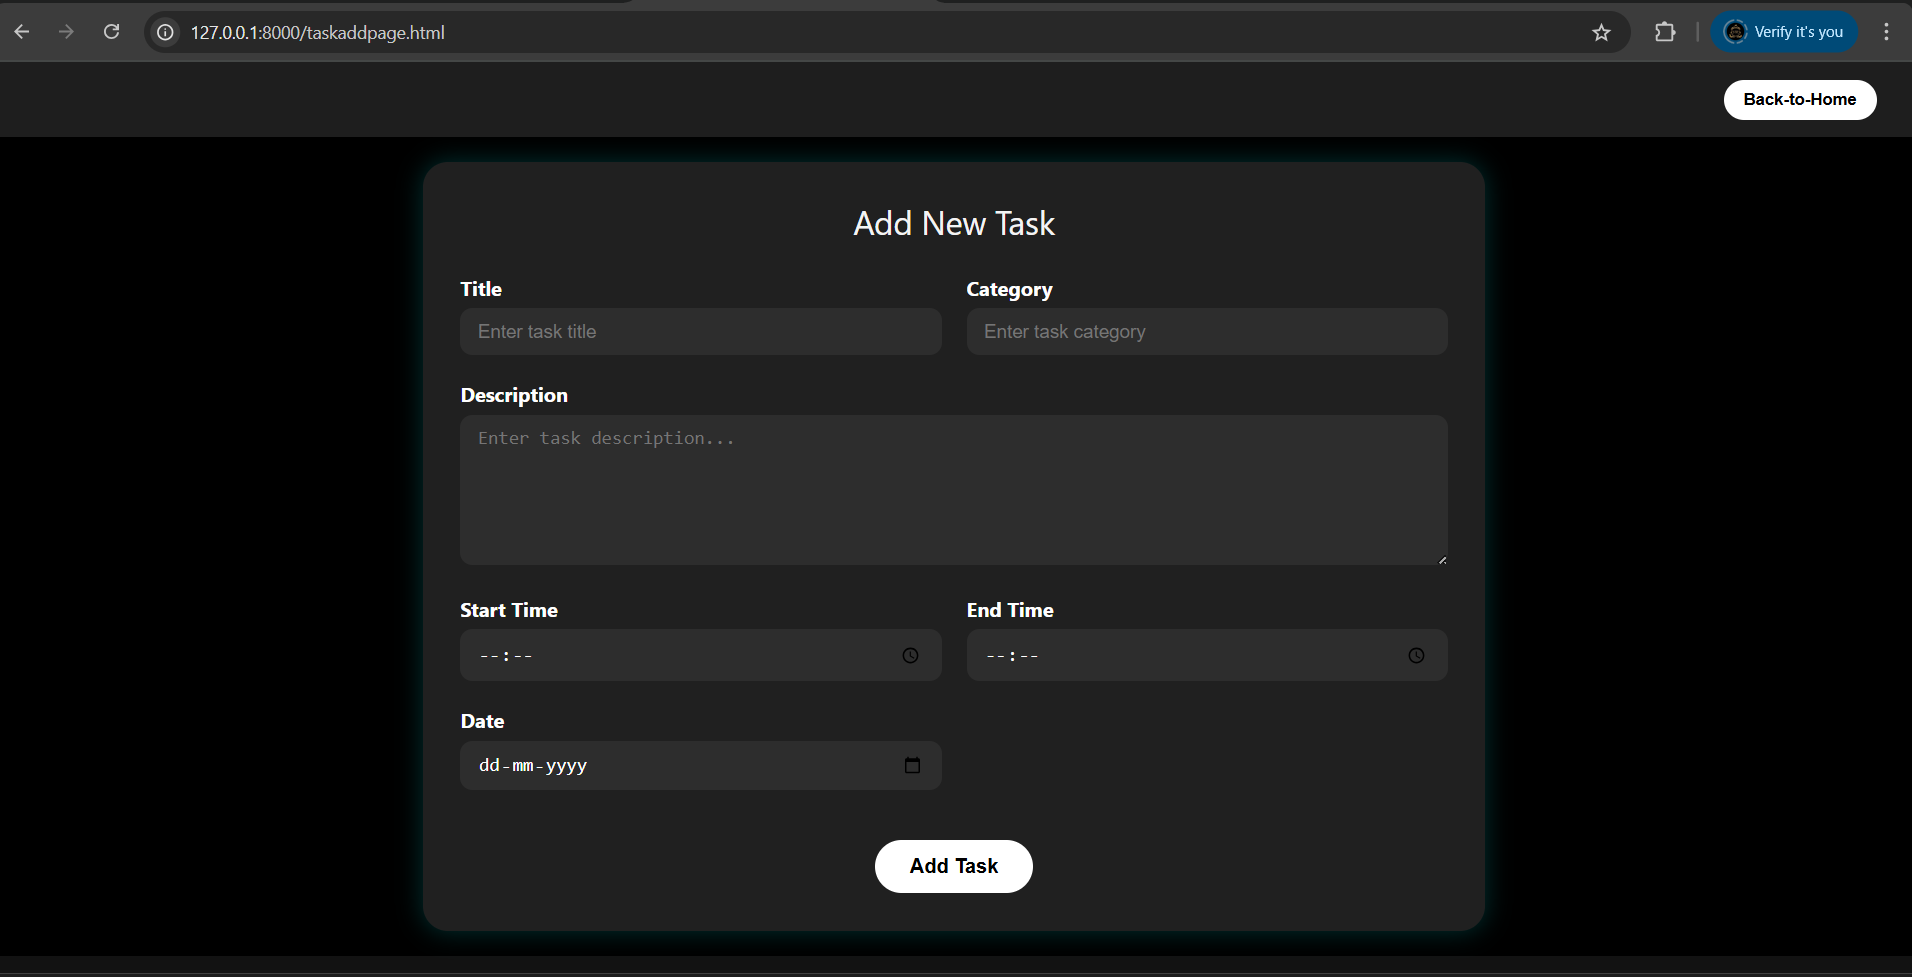 127.0.0.1:8000/taskaddpage.html
Verify it's you
Back-to-Home
Add New Task
Title
Category
Enter task title
Enter task category
Description
Enter task description...
Start Time
End Time
--:--
--:--
Date
dd-mm-yyyy
Add Task